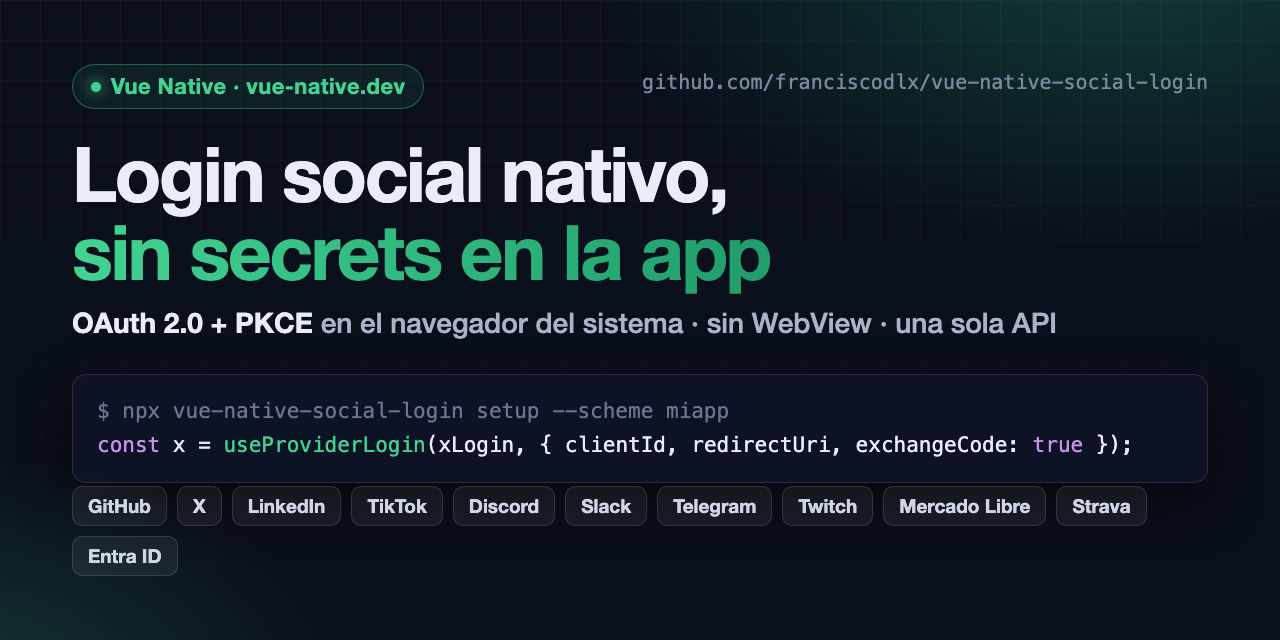 Vue Native · vue-native.dev
github.com/franciscodlx/vue-native-social-login
Login social nativo,
sin secrets en la app
OAuth 2.0 + PKCE en el navegador del sistema · sin WebView · una sola API
$ npx vue-native-social-login setup --scheme miapp
const x = useProviderLogin(xLogin, { clientId, redirectUri, exchangeCode: true });
GitHub X LinkedIn TikTok Discord Slack Telegram Twitch Mercado Libre Strava
Entra ID